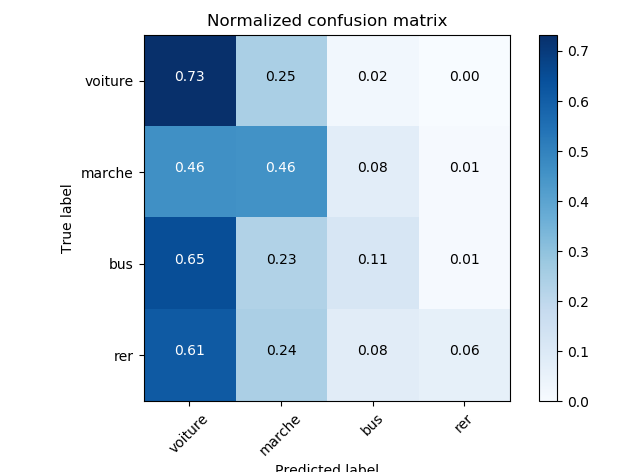 Normalized confusion matrix
True label
voiture
0.73 0.25 0.02 0.00
marche
0.46 0.46 0.08 0.01
bus
0.65 0.23 0.11 0.01
rer
0.61 0.24 0.08 0.06
voiture marche bus rer
Predicted label
0.7
0.6
0.5
0.4
0.3
0.2
0.1
0.0